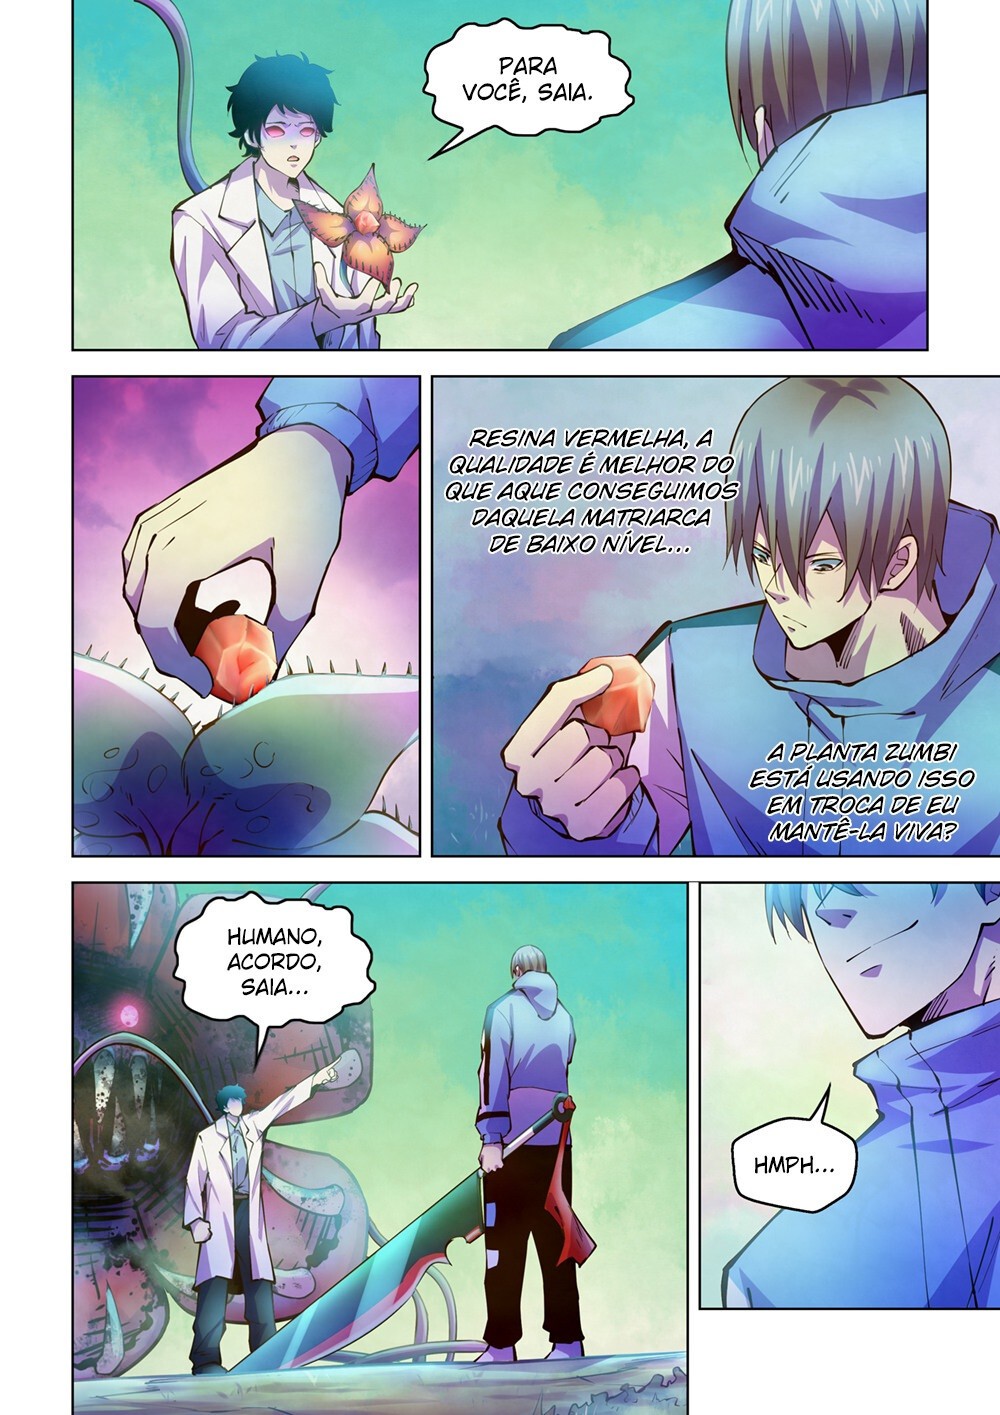 PARA
VOCÊ, SAIA.
RESINA VERMELHA, A
QUALIDADE É MELHOR DO
QUE AQUE CONSEGUIMOS
DAQUELA MATRIARCA
DE BAIXO NÍVEL...
A PLANTA ZUMBI
ESTÁ USANDO ISSO
EM TROCA DE EU
MANTÊ-LA VIVA?
HUMANO,
ACORDO,
SAIA...
HMPH...